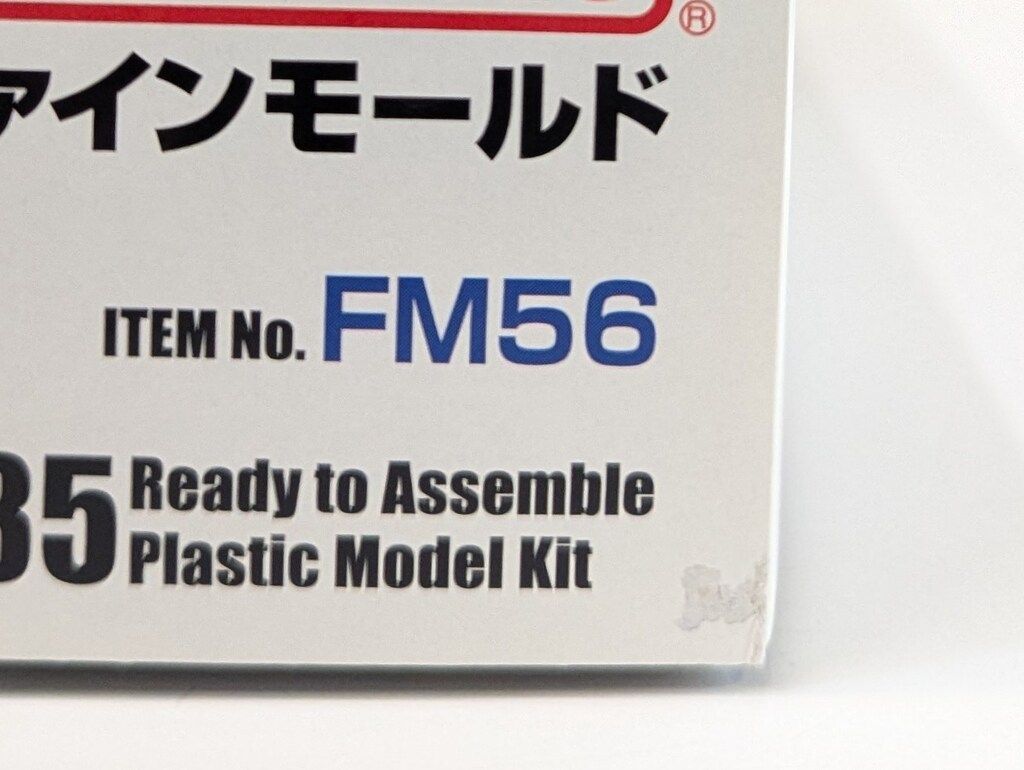 ®
ァインモールド
ITEM No. FM56
35 Ready to Assemble
Plastic Model Kit